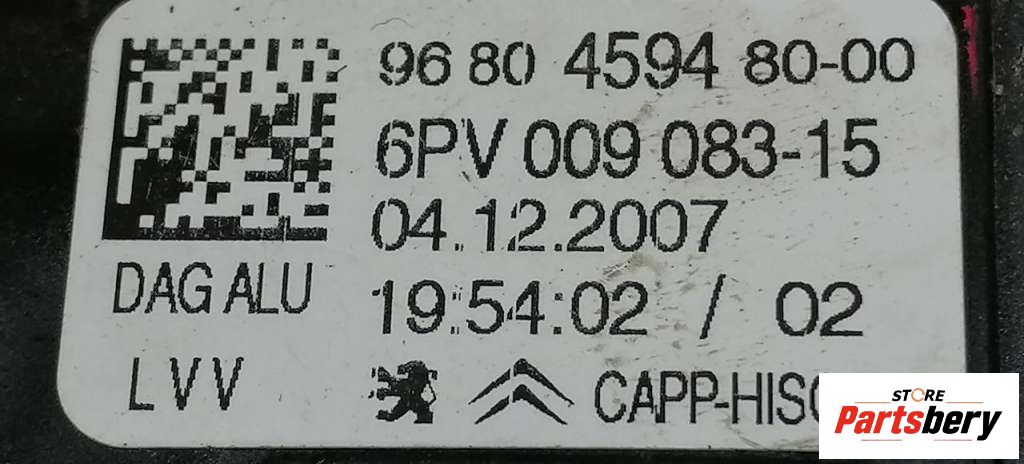 96 80 4594 80-00
6PV 009 083-15
04.12.2007
DAG ALU
19:54:02 / 02
LVV
STORE
Partsbery